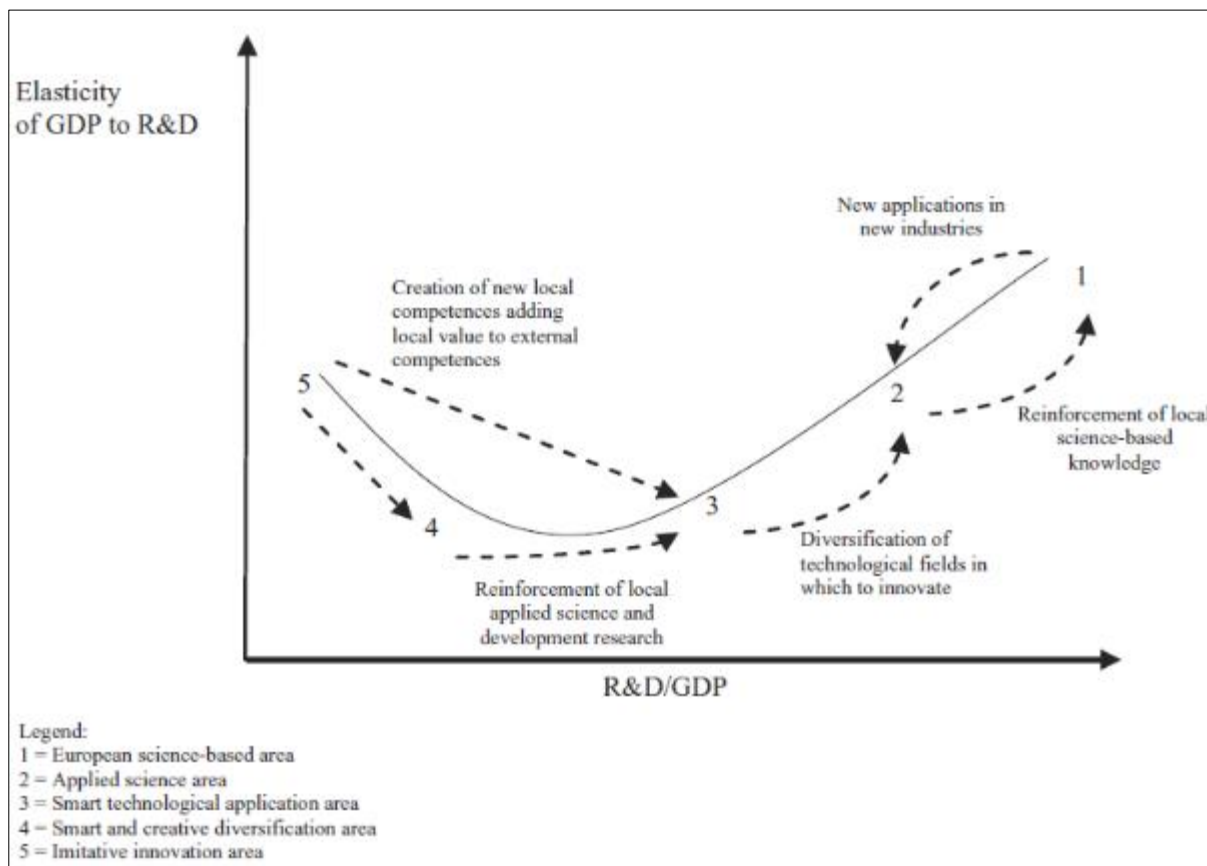 Elasticity
of GDP to R&D
New applications in
new industries
1
Creation of new local
competences adding
local value to external
competences
5
2
Reinforcement of local
science-based
knowledge
3
4
Diversification of
technological fields in
which to innovate
Reinforcement of local
applied science and
development research
R&D/GDP
Legend:
1 = European science-based area
2 = Applied science area
3 = Smart technological application area
4 = Smart and creative diversification area
5 = Imitative innovation area